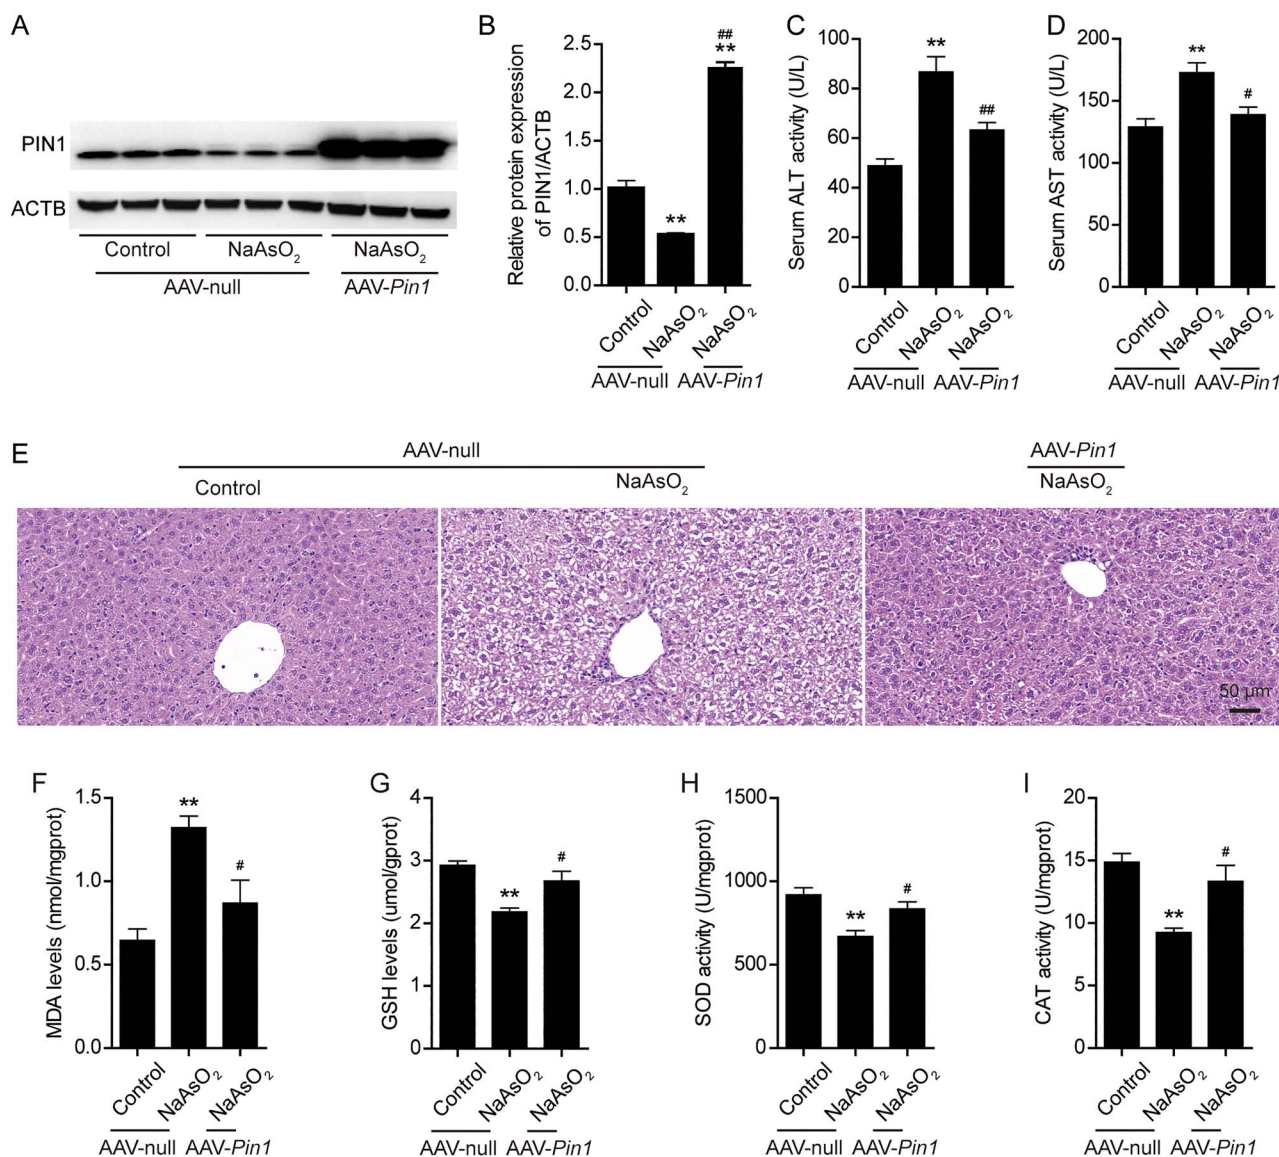 A
PIN1
ACTB
Control NaAsO₂ NaAsO₂
AAV-null AAV-Pin1
B
Relative protein expression
of PIN1/ACTB
2.5
2.0
1.5
1.0
0.5
0.0
**
##
**
Control NaAsO₂ NaAsO₂
AAV-null AAV-Pin1
C
Serum ALT activity (U/L)
100
80
60
40
20
0
**
##
Control NaAsO₂ NaAsO₂
AAV-null AAV-Pin1
D
Serum AST activity (U/L)
200
150
100
50
0
**
#
Control NaAsO₂ NaAsO₂
AAV-null AAV-Pin1
E
AAV-null AAV-Pin1
Control NaAsO₂ NaAsO₂
50 μm
F
MDA levels (nmol/mgprot)
1.5
1.0
0.5
0.0
**
#
Control NaAsO₂ NaAsO₂
AAV-null AAV-Pin1
G
GSH levels (umol/gprot)
4
3
2
1
0
**
#
Control NaAsO₂ NaAsO₂
AAV-null AAV-Pin1
H
SOD activity (U/mgprot)
1500
1000
500
0
**
#
Control NaAsO₂ NaAsO₂
AAV-null AAV-Pin1
I
CAT activity (U/mgprot)
20
15
10
5
0
**
#
Control NaAsO₂ NaAsO₂
AAV-null AAV-Pin1